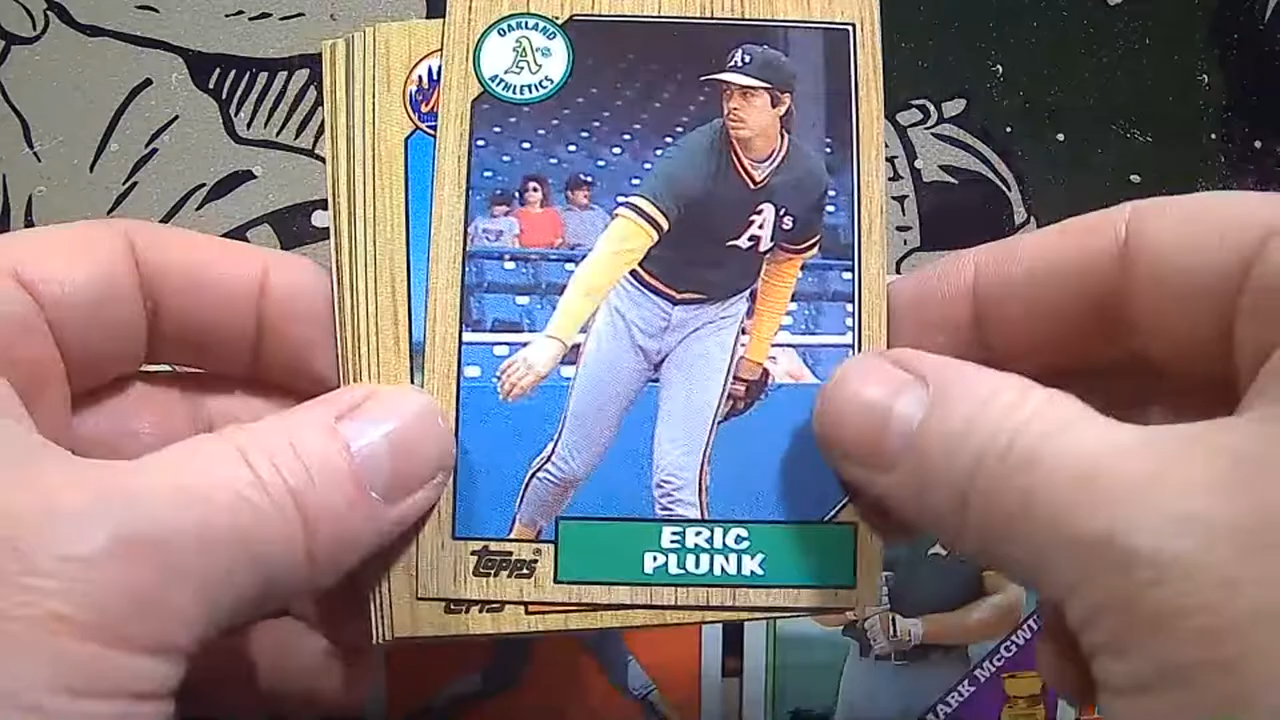 OAKLAND
A's
ATHLETICS
A's
A's
ERIC
PLUNK
Topps
MARK McGWI